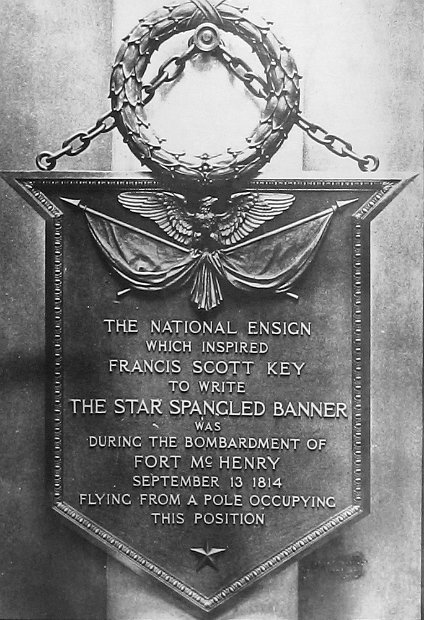 THE NATIONAL ENSIGN
WHICH INSPIRED
FRANCIS SCOTT KEY
TO WRITE
THE STAR SPANGLED BANNER
WAS
DURING THE BOMBARDMENT OF
FORT MCHENRY
SEPTEMBER 13 1814
FLYING FROM A POLE OCCUPYING
THIS POSITION